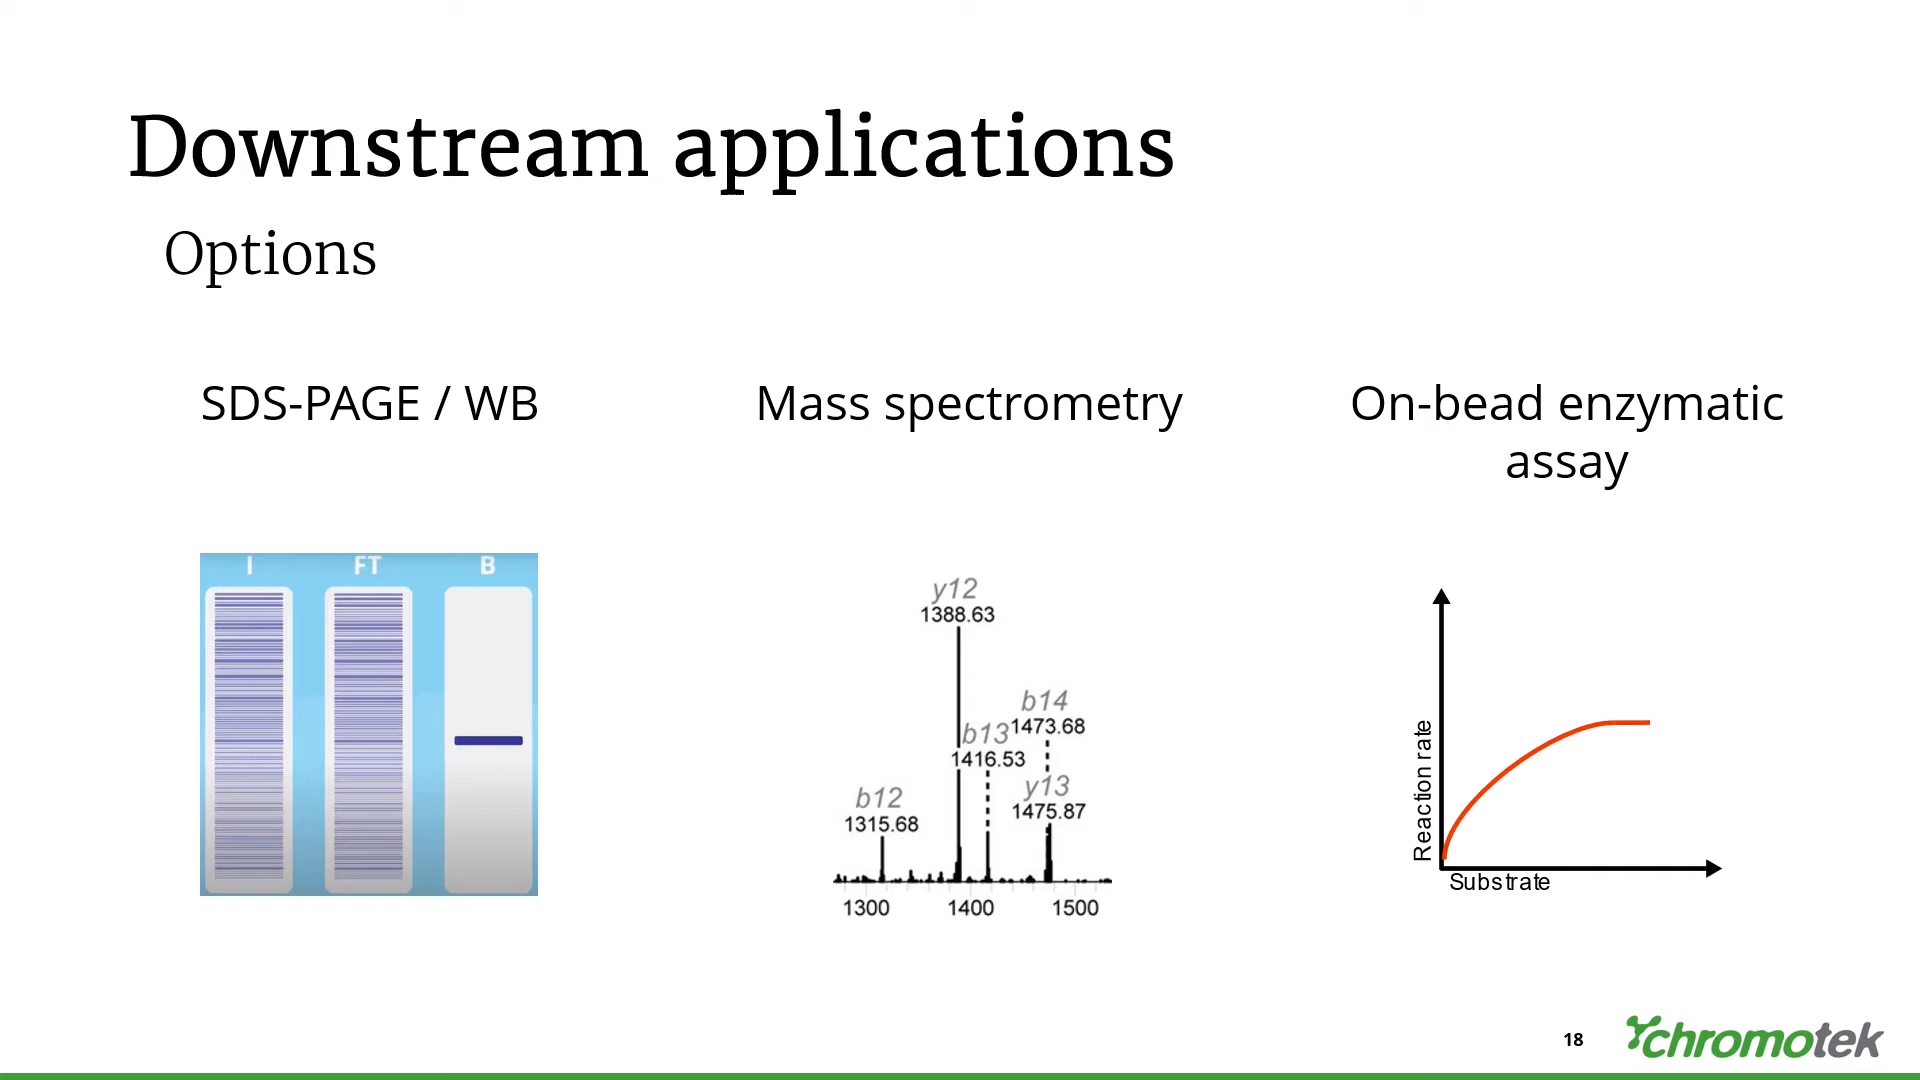 Downstream applications
Options
SDS-PAGE / WB
Mass spectrometry
On-bead enzymatic
assay
I FT B
y12
1388.63
b14
1473.68
b13
1416.53
y13
1475.87
b12
1315.68
1300 1400 1500
Reaction rate
Substrate
18
chromotek